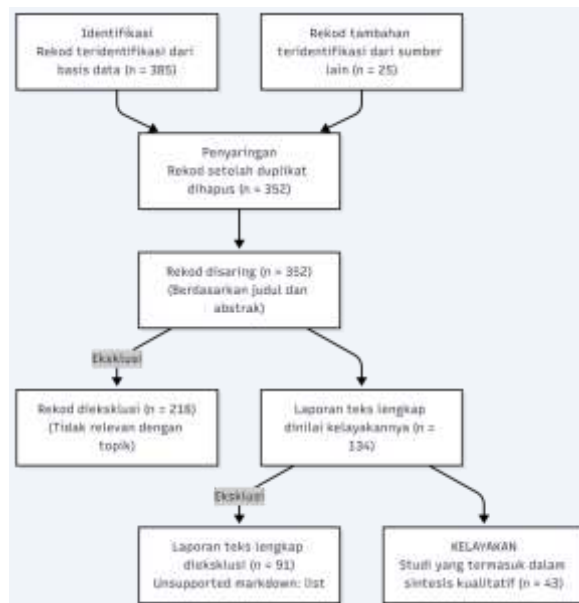 Identifikasi
Rekod teridentifikasi dari
basis data (n = 385)
Rekod tambahan
teridentifikasi dari sumber
lain (n = 25)
Penyaringan
Rekod setelah duplikat
dihapus (n = 352)
Rekod disaring (n = 352)
(Berdasarkan judul dan
abstrak)
Eksklusi
Rekod dieksklusi (n = 218)
(Tidak relevan dengan
topik)
Laporan teks lengkap
dinilai kelayakannya (n =
134)
Eksklusi
Laporan teks lengkap
dieksklusi (n = 91)
Unsupported markdown: list
KELAYAKAN
Studi yang termasuk dalam
sintesis kualitatif (n = 43)